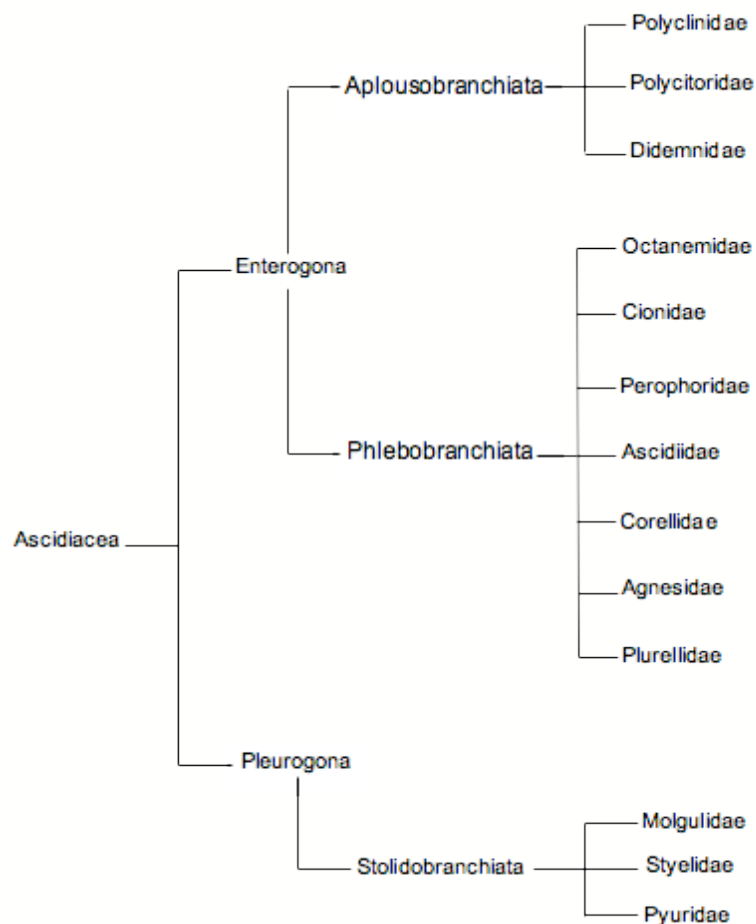 Polyclinidae
Aplousobranchiata
Polycitoridae
Didemnidae
Octanemidae
Enterogona
Cionidae
Perophoridae
Phlebobranchiata
Ascidiidae
Corellidae
Ascidiacea
Agnesidae
Plurellidae
Pleurogona
Molgulidae
Stolidobranchiata
Styelidae
Pyuridae